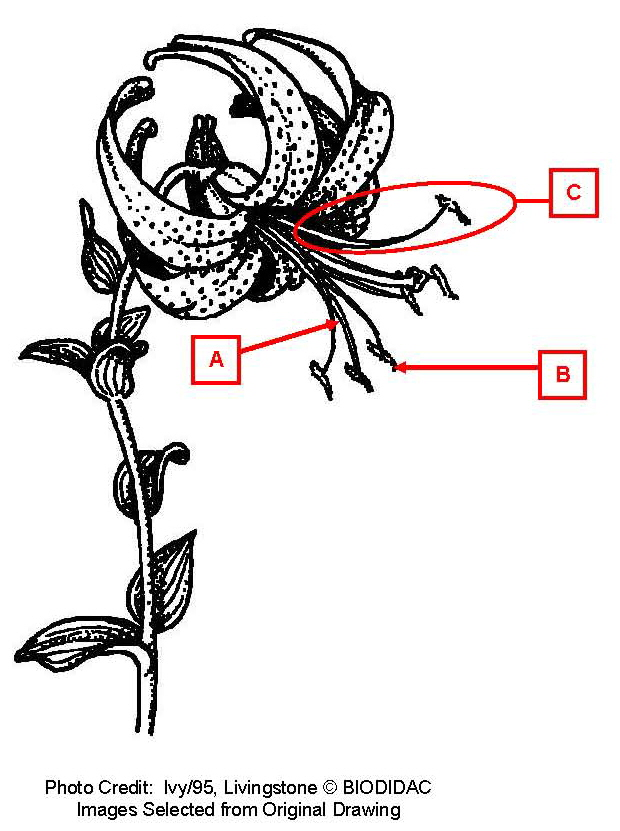 C
A
B
Photo Credit:  Ivy/95, Livingstone © BIODIDAC
Images Selected from Original Drawing